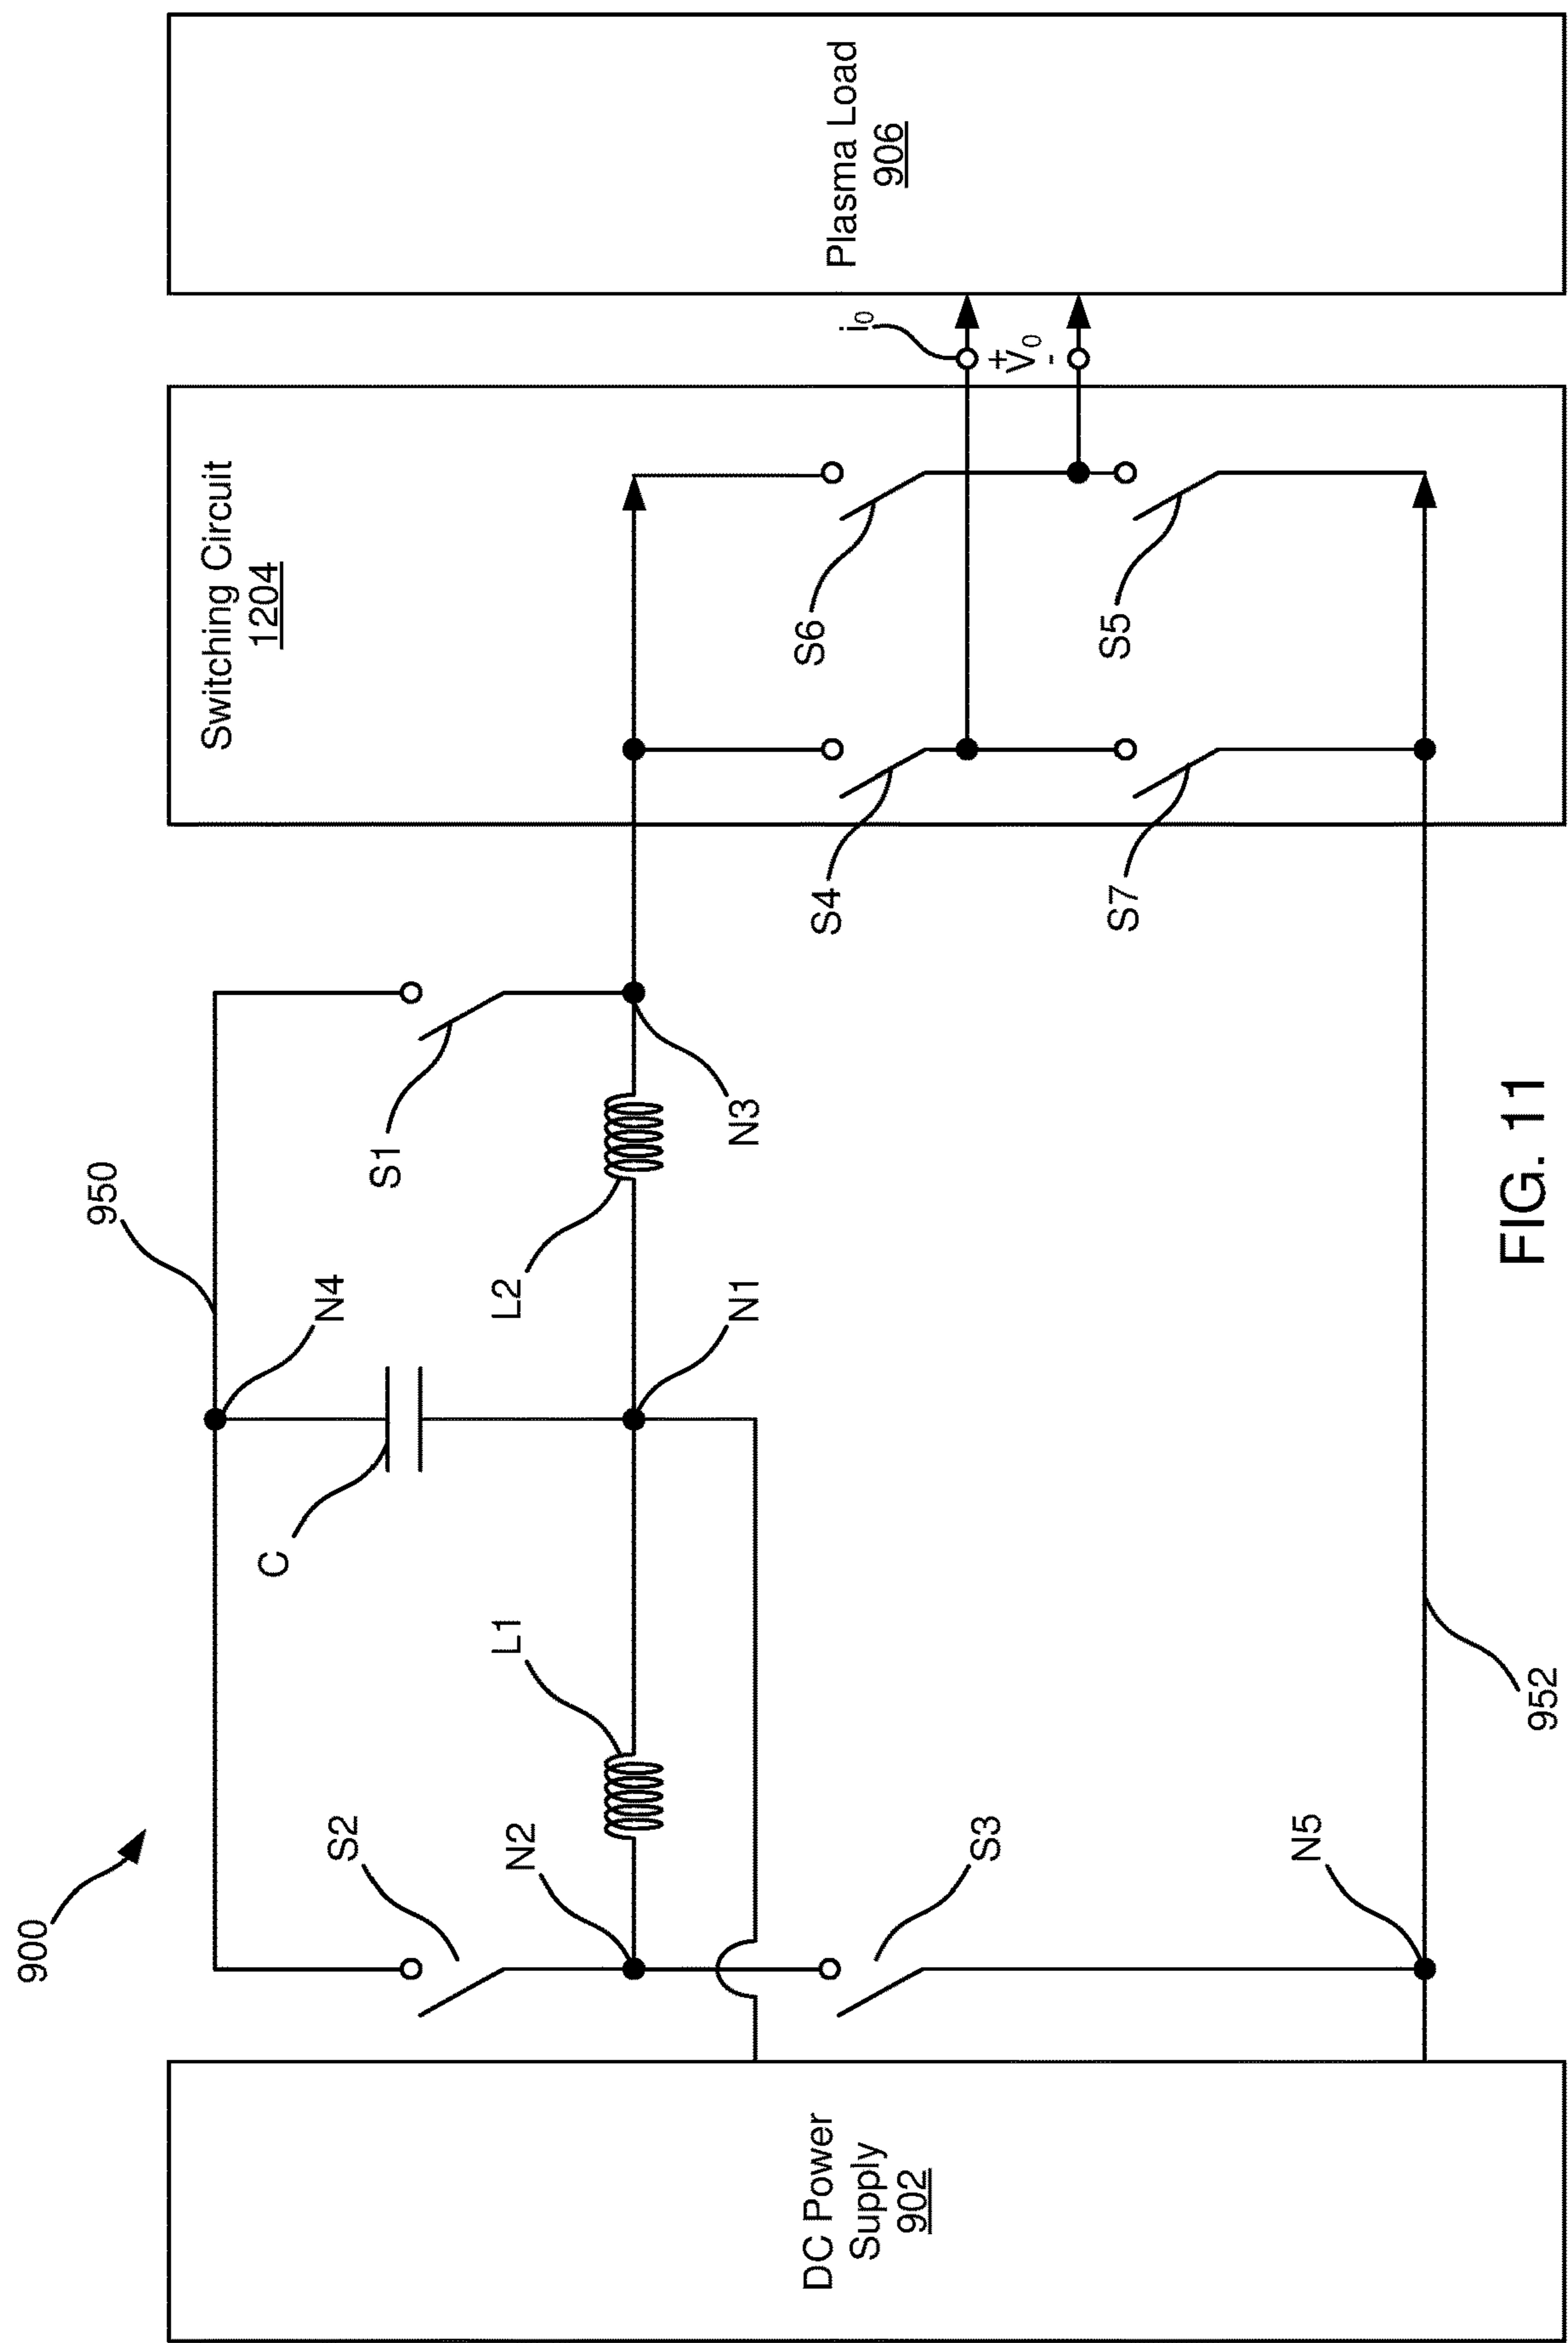 900
950
952
DC Power
Supply
902
S2
N2
S3
N5
L1
C
N4
N1
L2
S1
N3
Switching Circuit
1204
S4
S7
S6
S5
i0
+
V0
-
Plasma Load
906
FIG. 11